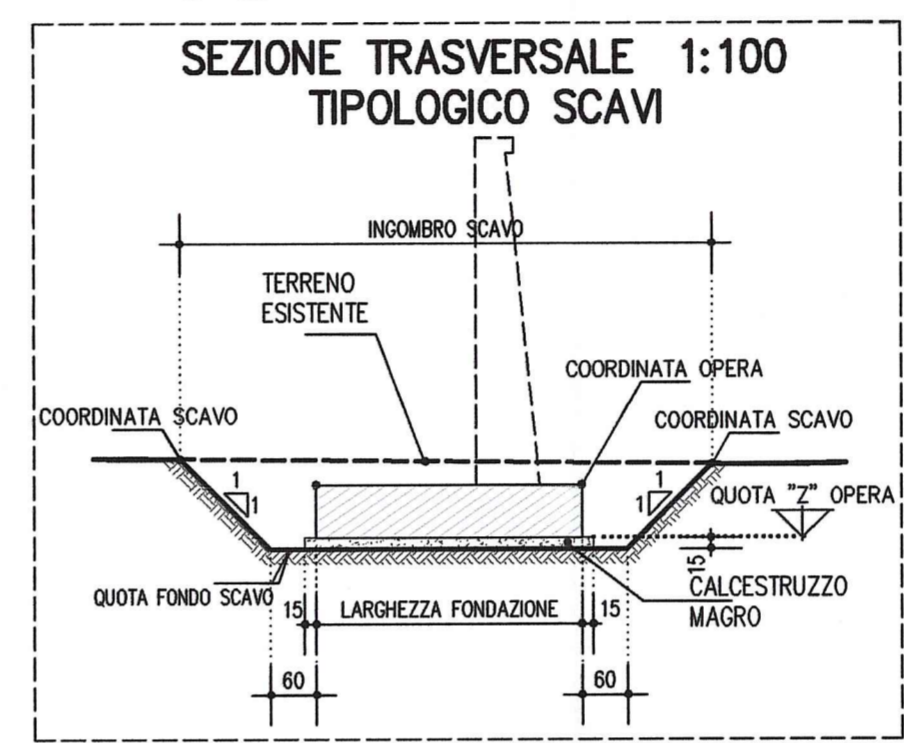 SEZIONE TRASVERSALE 1:100
TIPOLOGICO SCAVI
INGOMBRO SCAVO
TERRENO
ESISTENTE
COORDINATA OPERA
COORDINATA SCAVO
COORDINATA SCAVO
1
1
1
1
QUOTA "Z" OPERA
15
QUOTA FONDO SCAVO
15
LARGHEZZA FONDAZIONE
15
CALCESTRUZZO
MAGRO
60
60